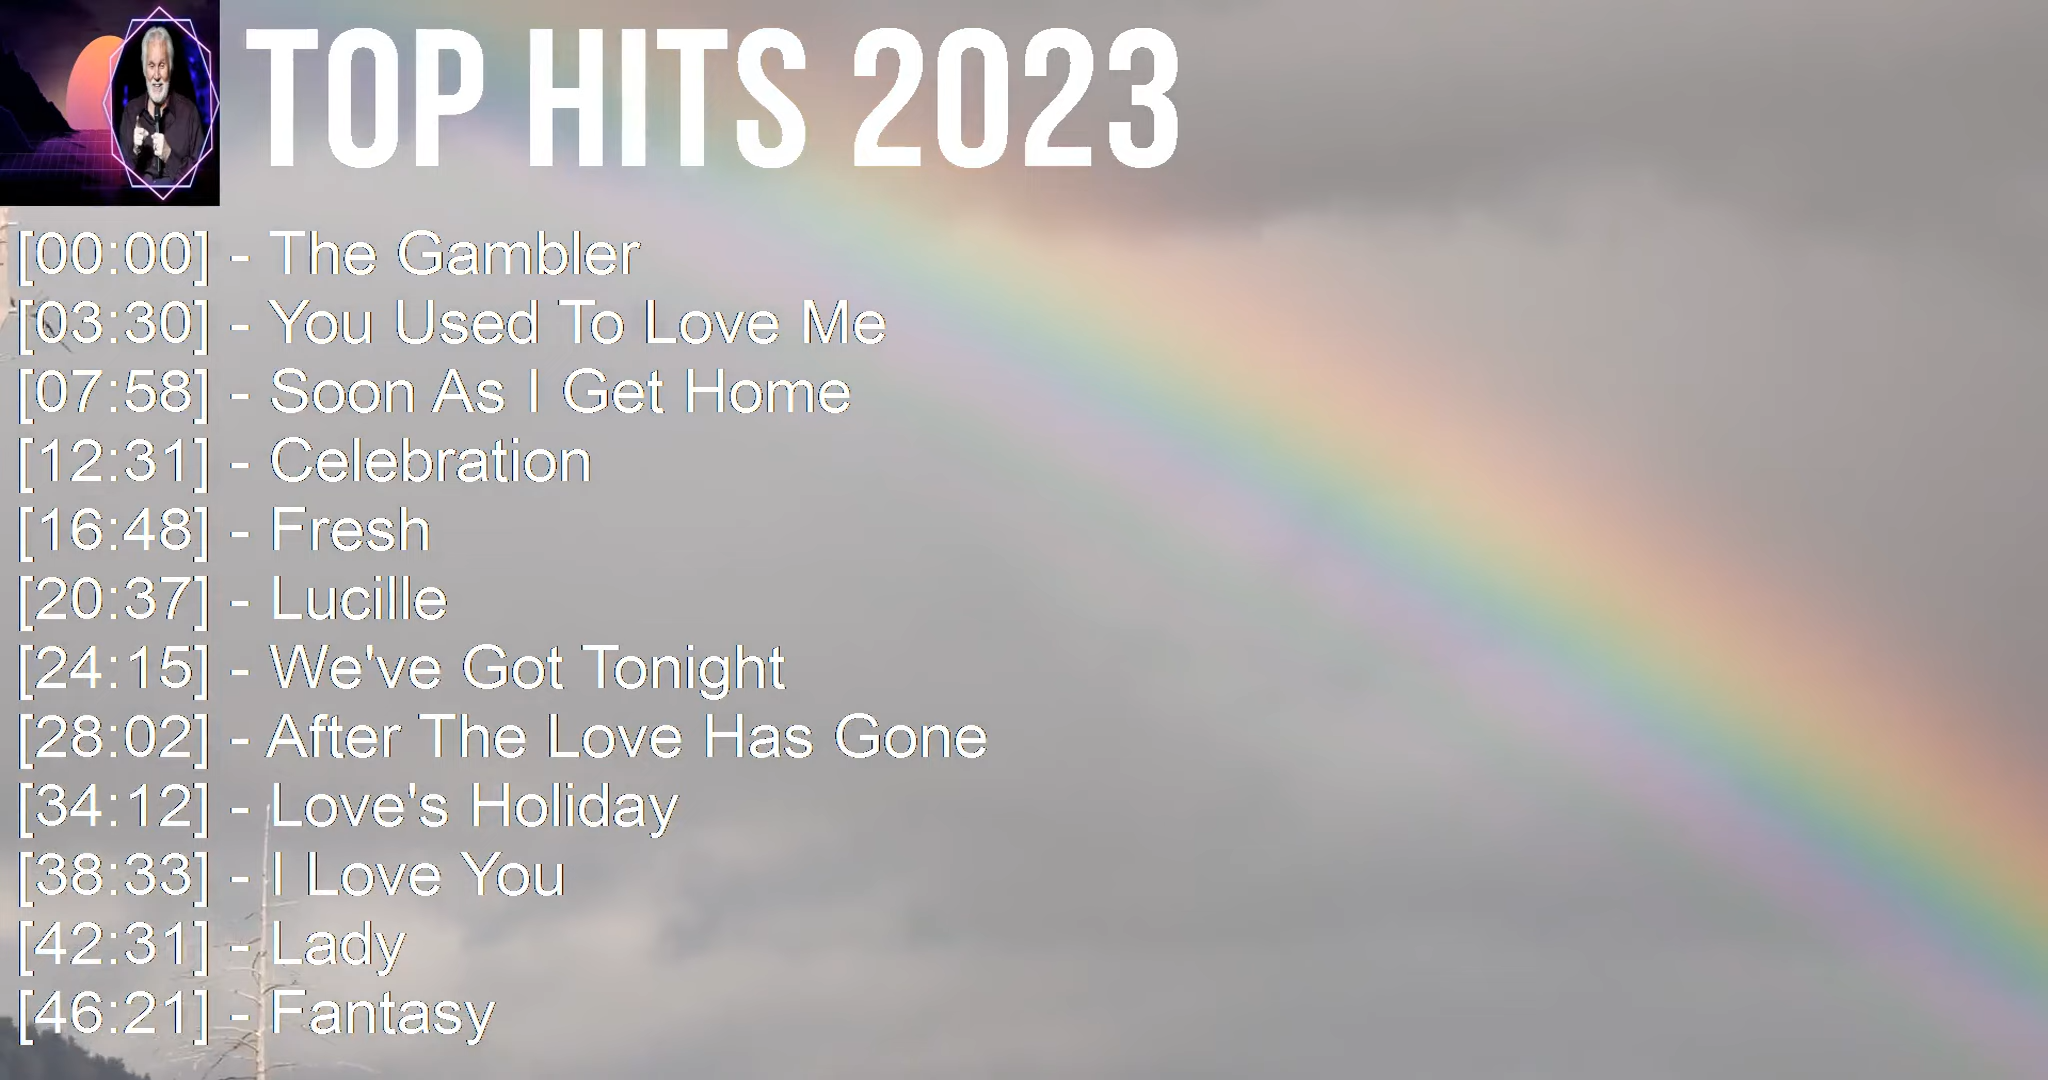 TOP HITS 2023
[00:00] - The Gambler
[03:30] - You Used To Love Me
[07:58] - Soon As I Get Home
[12:31] - Celebration
[16:48] - Fresh
[20:37] - Lucille
[24:15] - We've Got Tonight
[28:02] - After The Love Has Gone
[34:12] - Love's Holiday
[38:33] - I Love You
[42:31] - Lady
[46:21] - Fantasy